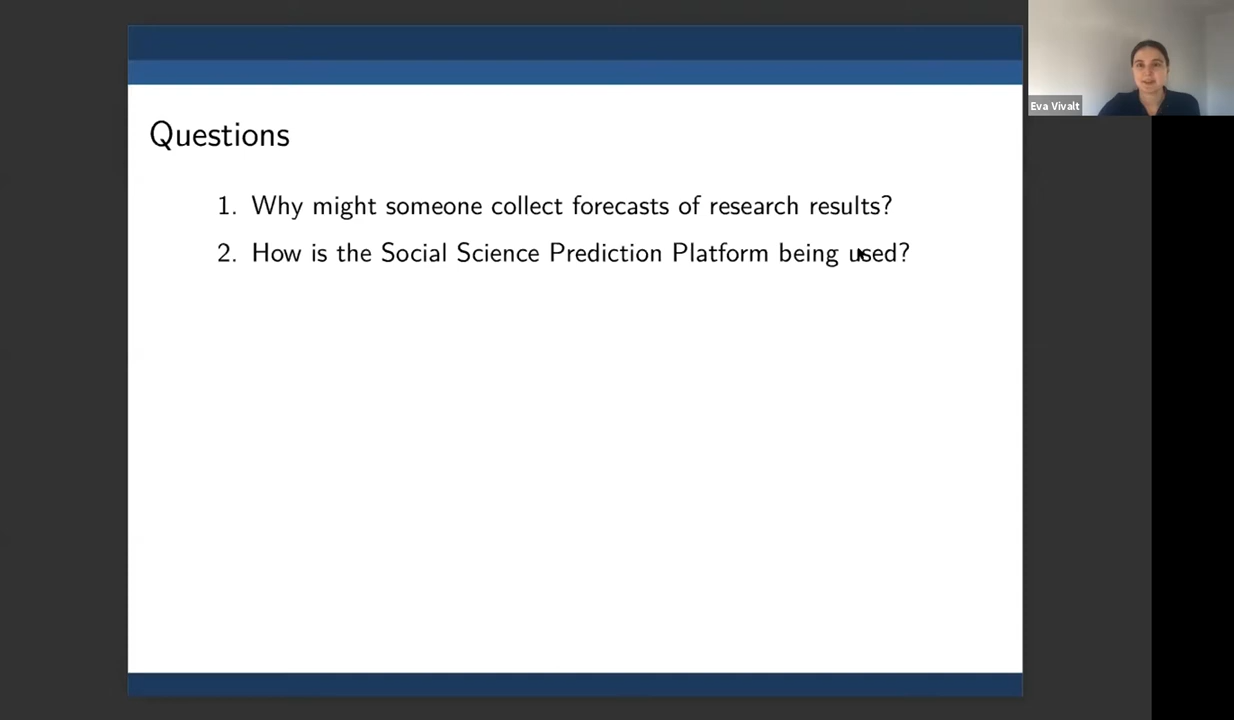 Eva Vivalt
Questions
1. Why might someone collect forecasts of research results?
2. How is the Social Science Prediction Platform being used?